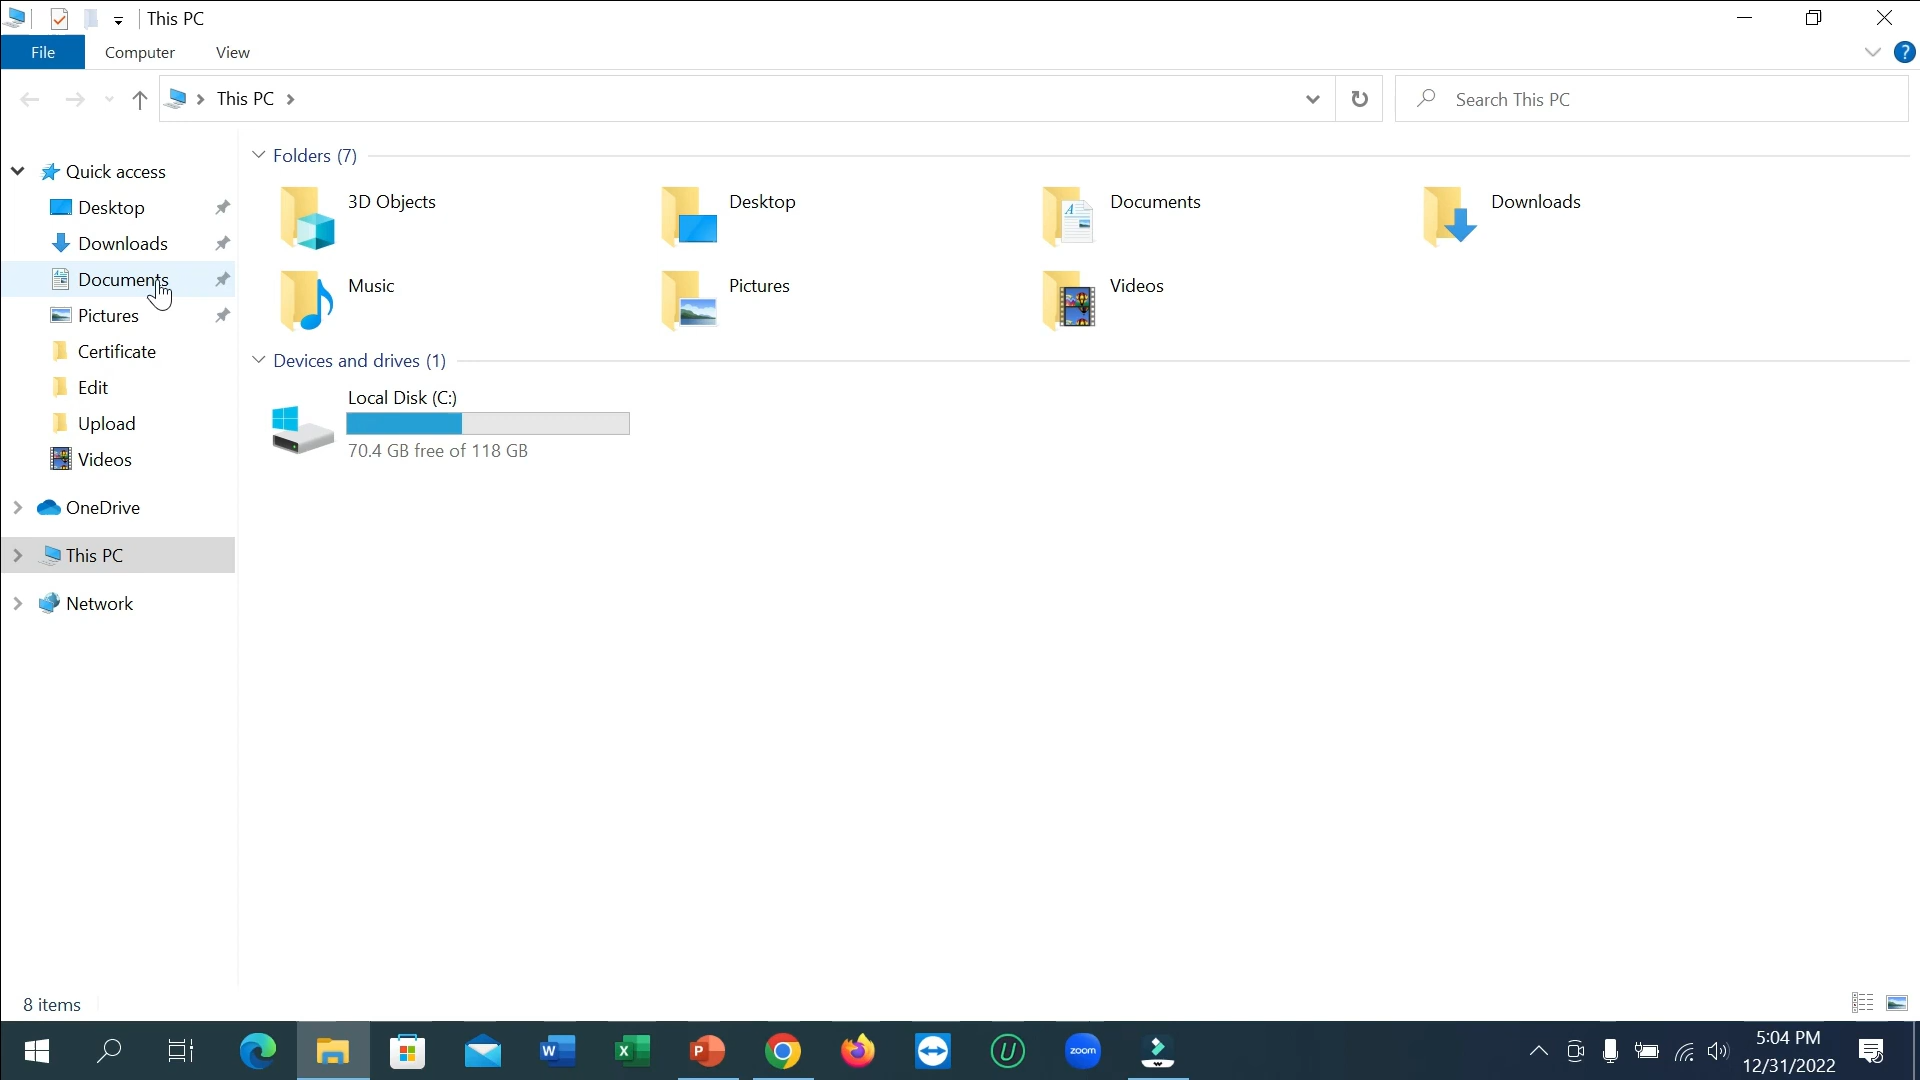 This PC
File Computer View
This PC
Search This PC
Quick access
Desktop
Downloads
Documents
Pictures
Certificate
Edit
Upload
Videos
OneDrive
This PC
Network
Folders (7)
3D Objects
Desktop
Documents
Downloads
Music
Pictures
Videos
Devices and drives (1)
Local Disk (C:)
70.4 GB free of 118 GB
8 items
W
X
P
U
zoom
5:04 PM
12/31/2022